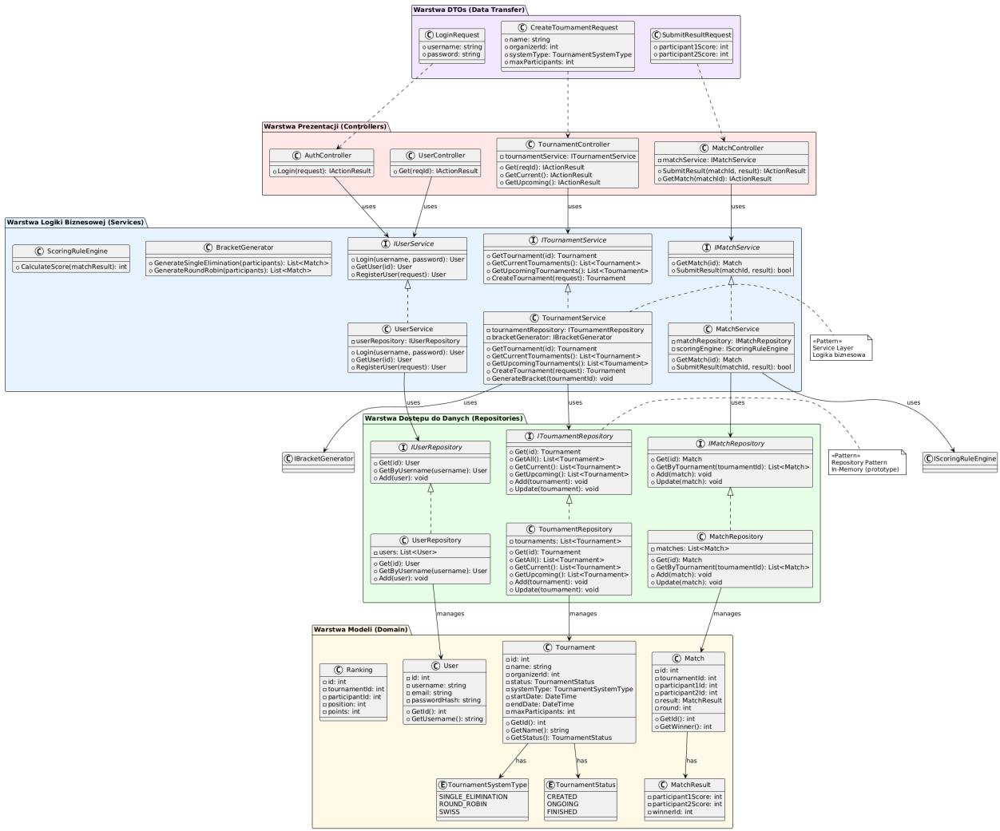 Warstwa DTOs (Data Transfer)
C LoginRequest
username: string
password: string
C CreateTournamentRequest
name: string
organizerId: int
systemType: TournamentSystemType
maxParticipants: int
C SubmitResultRequest
participant1Score: int
participant2Score: int
Warstwa Prezentacji (Controllers)
C AuthController
Login(request): IActionResult
C UserController
Get(reqId): IActionResult
C TournamentController
tournamentService: ITournamentService
Get(reqId): IActionResult
GetCurrent(): IActionResult
GetUpcoming(): IActionResult
C MatchController
matchService: IMatchService
SubmitResult(matchId, result): IActionResult
GetMatch(matchId): IActionResult
uses
uses
uses
uses
Warstwa Logiki Biznesowej (Services)
C ScoringRuleEngine
CalculateScore(matchResult): int
C BracketGenerator
GenerateSingleElimination(participants): List<Match>
GenerateRoundRobin(participants): List<Match>
I IUserService
Login(username, password): User
GetUser(id): User
RegisterUser(request): User
I ITournamentService
GetTournament(id): Tournament
GetCurrentTournaments(): List<Tournament>
GetUpcomingTournaments(): List<Tournament>
CreateTournament(request): Tournament
I IMatchService
GetMatch(id): Match
SubmitResult(matchId, result): bool
C UserService
userRepository: IUserRepository
Login(username, password): User
GetUser(id): User
RegisterUser(request): User
C TournamentService
tournamentRepository: ITournamentRepository
bracketGenerator: IBracketGenerator
GetTournament(id): Tournament
GetCurrentTournaments(): List<Tournament>
GetUpcomingTournaments(): List<Tournament>
CreateTournament(request): Tournament
GenerateBracket(tournamentId): void
C MatchService
matchRepository: IMatchRepository
scoringEngine: IScoringRuleEngine
GetMatch(id): Match
SubmitResult(matchId, result): bool
«Pattern»
Service Layer
Logika biznesowa
uses
uses
uses
uses
uses
Warstwa Dostępu do Danych (Repositories)
C IBracketGenerator
I IUserRepository
Get(id): User
GetByUsername(username): User
Add(user): void
I ITournamentRepository
Get(id): Tournament
GetAll(): List<Tournament>
GetCurrent(): List<Tournament>
GetUpcoming(): List<Tournament>
Add(tournament): void
Update(tournament): void
I IMatchRepository
Get(id): Match
GetByTournament(tournamentId): List<Match>
Add(match): void
Update(match): void
«Pattern»
Repository Pattern
In-Memory (prototype)
C IScoringRuleEngine
C UserRepository
users: List<User>
Get(id): User
GetByUsername(username): User
Add(user): void
C TournamentRepository
tournaments: List<Tournament>
Get(id): Tournament
GetAll(): List<Tournament>
GetCurrent(): List<Tournament>
GetUpcoming(): List<Tournament>
Add(tournament): void
Update(tournament): void
C MatchRepository
matches: List<Match>
Get(id): Match
GetByTournament(tournamentId): List<Match>
Add(match): void
Update(match): void
manages
manages
manages
Warstwa Modeli (Domain)
C Ranking
id: int
tournamentId: int
participantId: int
position: int
points: int
C User
id: int
username: string
email: string
passwordHash: string
GetId(): int
GetUsername(): string
C Tournament
id: int
name: string
organizerId: int
status: TournamentStatus
systemType: TournamentSystemType
startDate: DateTime
endDate: DateTime
maxParticipants: int
GetId(): int
GetName(): string
GetStatus(): TournamentStatus
C Match
id: int
tournamentId: int
participant1Id: int
participant2Id: int
result: MatchResult
round: int
GetId(): int
GetWinner(): int
has
has
has
E TournamentSystemType
SINGLE_ELIMINATION
ROUND_ROBIN
SWISS
E TournamentStatus
CREATED
ONGOING
FINISHED
C MatchResult
participant1Score: int
participant2Score: int
winnerId: int